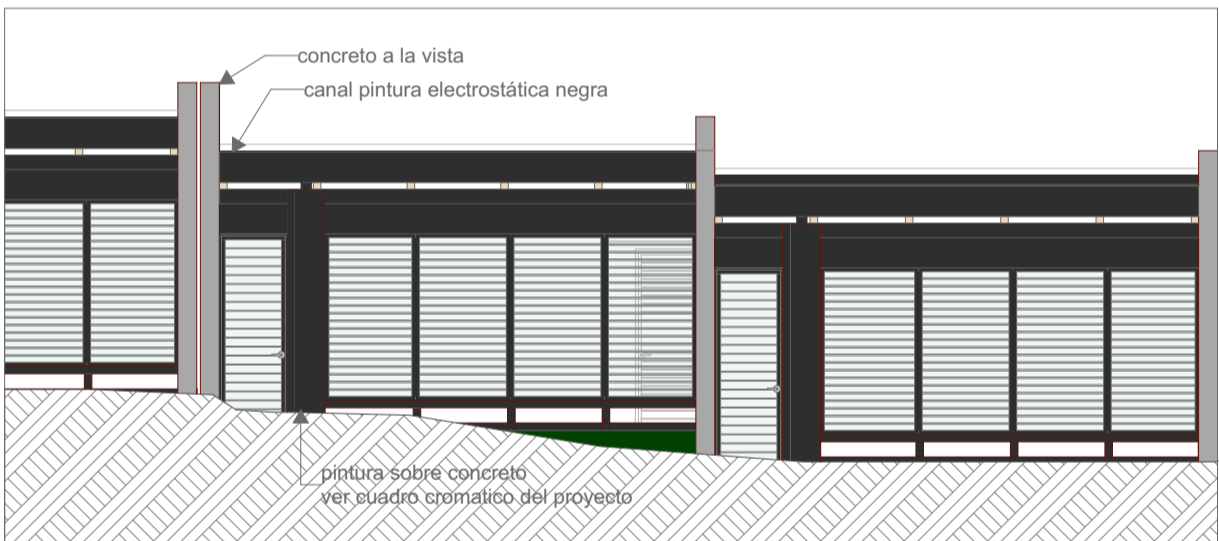 concreto a la vista
canal pintura electrostática negra
pintura sobre concreto
ver cuadro cromatico del proyecto